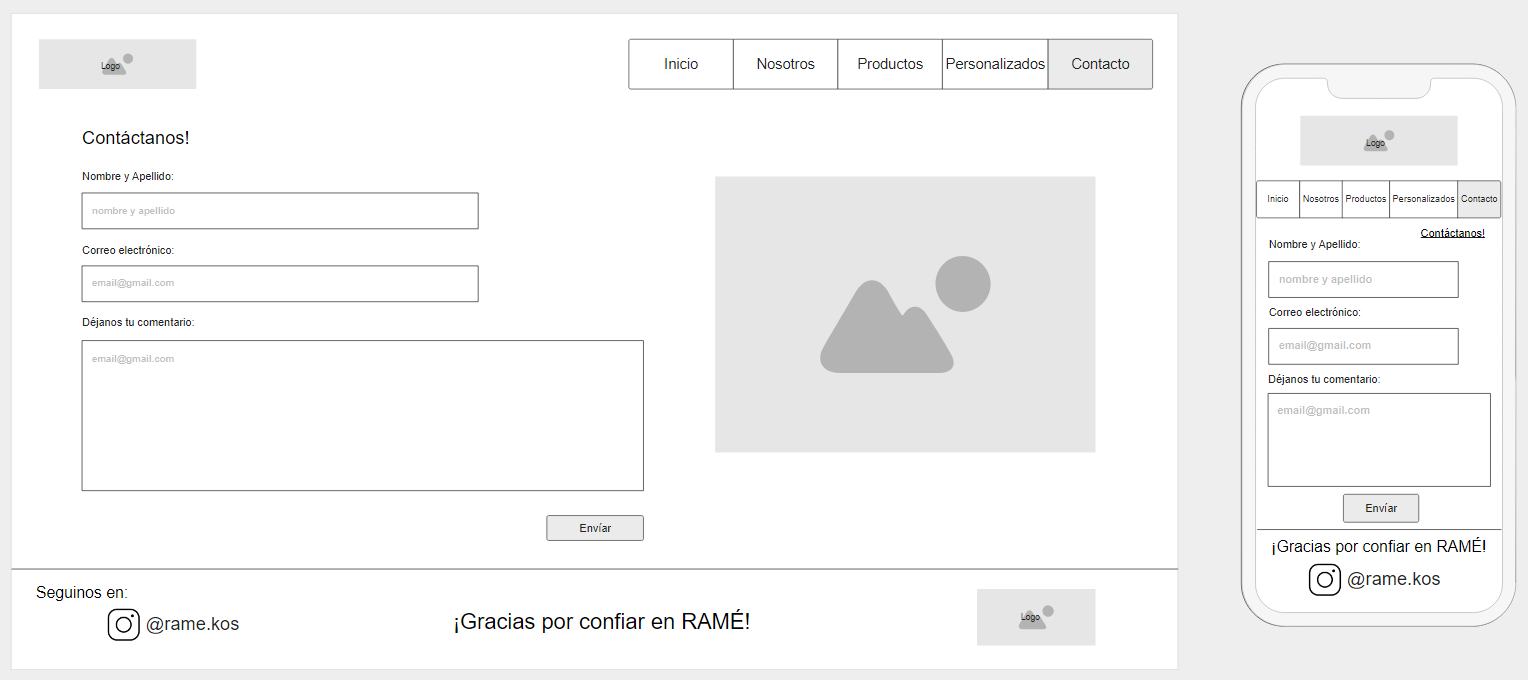 Logo
Inicio Nosotros Productos Personalizados Contacto
Contáctanos!
Nombre y Apellido:
nombre y apellido
Correo electrónico:
email@gmail.com
Déjanos tu comentario:
email@gmail.com
Envíar
Seguinos en:
@rame.kos
¡Gracias por confiar en RAMÉ!
Logo
Logo
Inicio Nosotros Productos Personalizados Contacto
Contáctanos!
Nombre y Apellido:
nombre y apellido
Correo electrónico:
email@gmail.com
Déjanos tu comentario:
email@gmail.com
Envíar
¡Gracias por confiar en RAMÉ!
@rame.kos